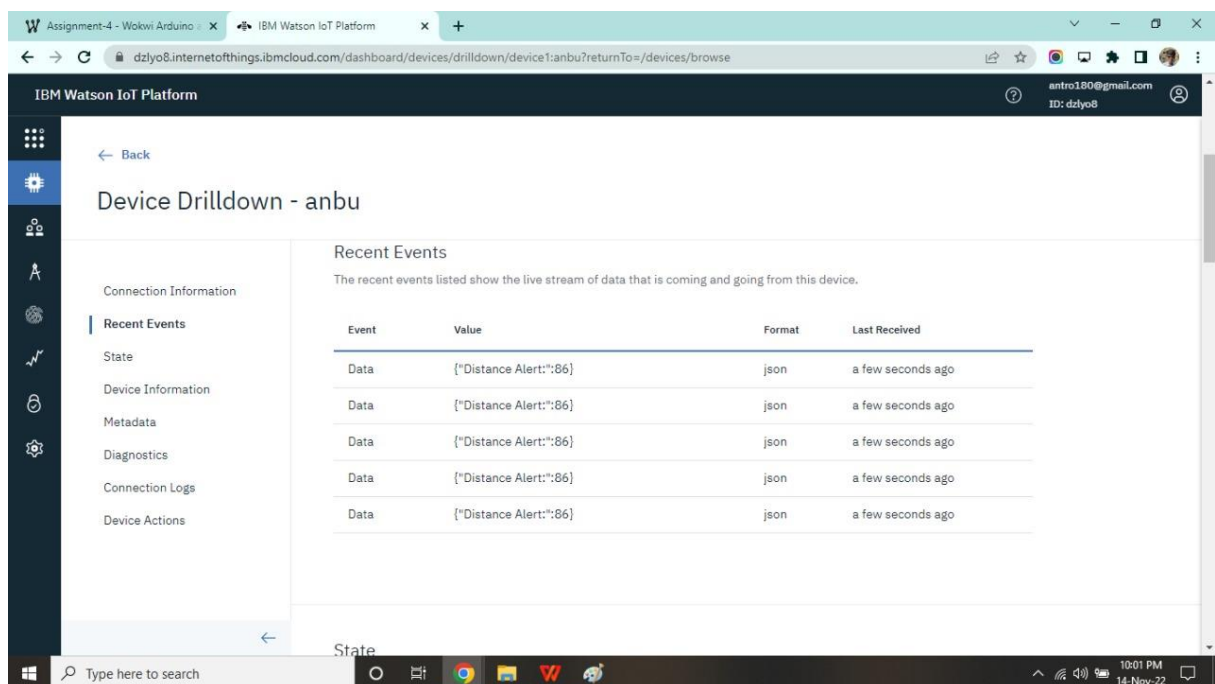 Assignment-4 - Wokwi Arduino a
IBM Watson IoT Platform
dzlyo8.internetofthings.ibmcloud.com/dashboard/devices/drilldown/device1:anbu?returnTo=/devices/browse
IBM Watson IoT Platform
antro180@gmail.com
ID: dzlyo8
Back
Device Drilldown - anbu
Connection Information
Recent Events
State
Device Information
Metadata
Diagnostics
Connection Logs
Device Actions
Recent Events
The recent events listed show the live stream of data that is coming and going from this device.
Event Value Format Last Received
Data {"Distance Alert:":86} json a few seconds ago
Data {"Distance Alert:":86} json a few seconds ago
Data {"Distance Alert:":86} json a few seconds ago
Data {"Distance Alert:":86} json a few seconds ago
Data {"Distance Alert:":86} json a few seconds ago
State
Type here to search
10:01 PM
14-Nov-22